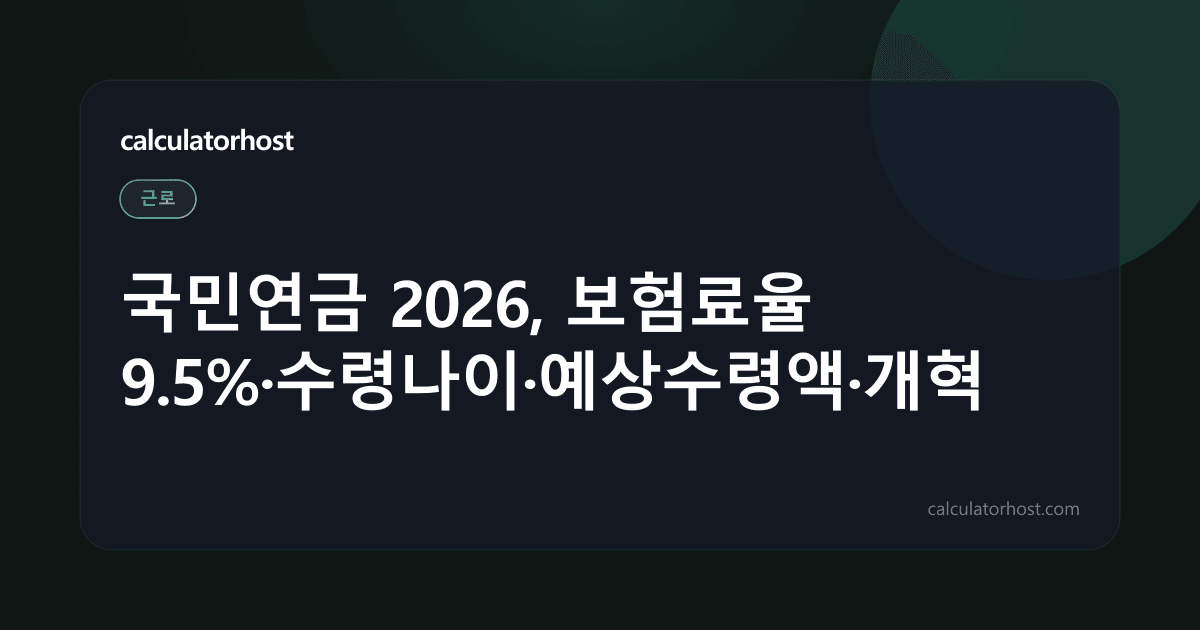 calculatorhost
근로
국민연금 2026, 보험료율
9.5%·수령나이·예상수령액·개혁
calculatorhost.com